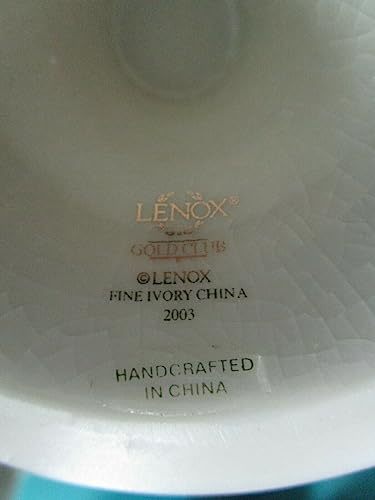 LENOX®
GOLD CLUB
©LENOX
FINE IVORY CHINA
2003
HANDCRAFTED
IN CHINA